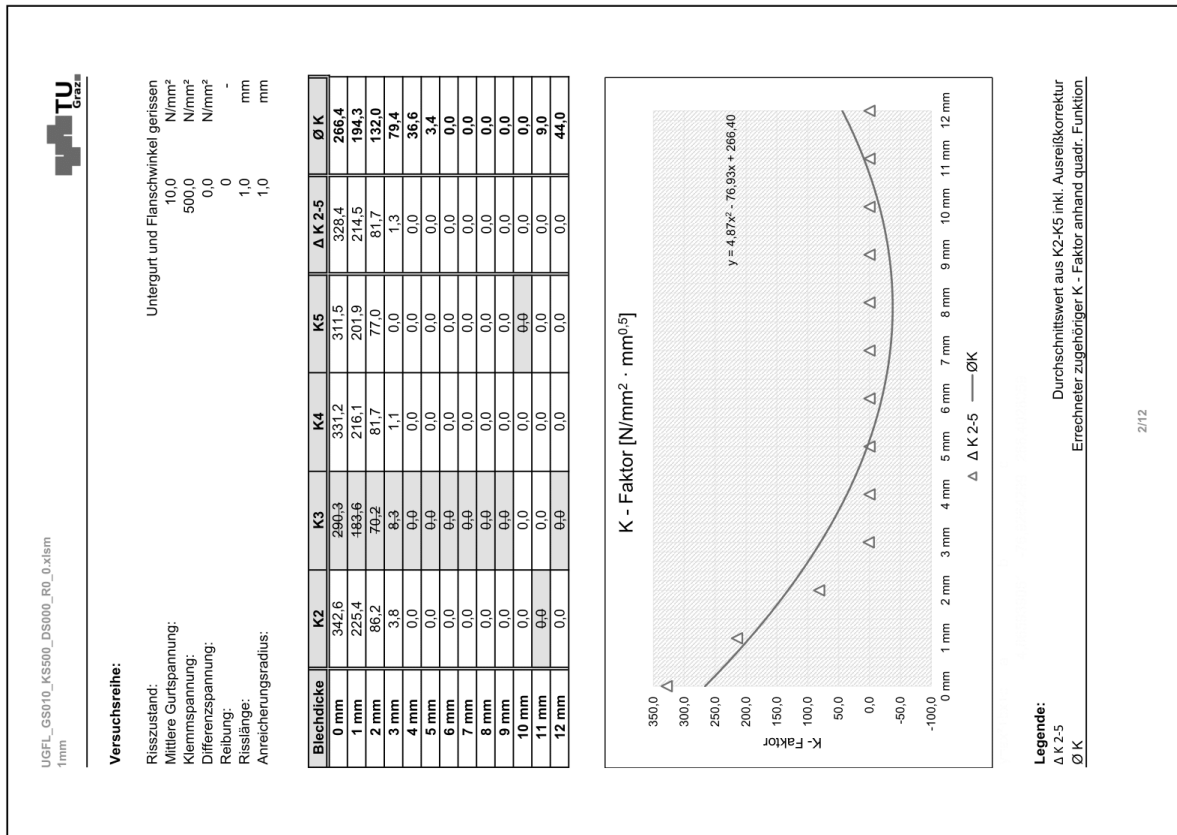 UGFL_GS010_KS500_DS000_R0_0.xlsm
1mm
TU
Graz
Versuchsreihe:
Risszustand: Untergurt und Flanschwinkel gerissen
Mittlere Gurtspannung: 10,0 N/mm²
Klemmspannung: 500,0 N/mm²
Differenzspannung: 0,0 N/mm²
Reibung: 0 -
Risslänge: 1,0 mm
Anreicherungsradius: 1,0 mm
Blechdicke K2 K3 K4 K5 Δ K 2-5 Ø K
0 mm 342,6 290,3 331,2 311,5 328,4 266,4
1 mm 225,4 183,6 216,1 201,9 214,5 194,3
2 mm 86,2 70,2 81,7 77,0 81,7 132,0
3 mm 3,8 8,3 1,1 0,0 1,3 79,4
4 mm 0,0 0,0 0,0 0,0 0,0 36,6
5 mm 0,0 0,0 0,0 0,0 0,0 3,4
6 mm 0,0 0,0 0,0 0,0 0,0 0,0
7 mm 0,0 0,0 0,0 0,0 0,0 0,0
8 mm 0,0 0,0 0,0 0,0 0,0 0,0
9 mm 0,0 0,0 0,0 0,0 0,0 0,0
10 mm 0,0 0,0 0,0 0,0 0,0 0,0
11 mm 0,0 0,0 0,0 0,0 0,0 9,0
12 mm 0,0 0,0 0,0 0,0 0,0 44,0
K - Faktor [N/mm² · mm⁰·⁵]
y = 4,87x² - 76,93x + 266,40
K- Faktor
350,0
300,0
250,0
200,0
150,0
100,0
50,0
0,0
-50,0
-100,0
0 mm 1 mm 2 mm 3 mm 4 mm 5 mm 6 mm 7 mm 8 mm 9 mm 10 mm 11 mm 12 mm
Δ K 2-5 ØK
Legende:
Δ K 2-5 Durchschnittswert aus K2-K5 inkl. Ausreißkorrektur
Ø K Errechneter zugehöriger K - Faktor anhand quadr. Funktion
2/12